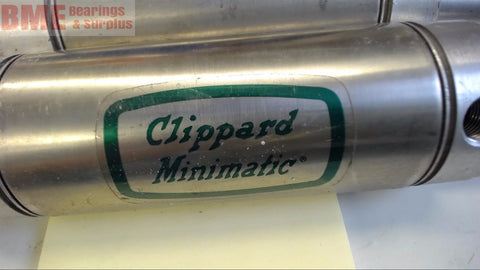 BME Bearings
& Surplus
Clippard
Minimatic®